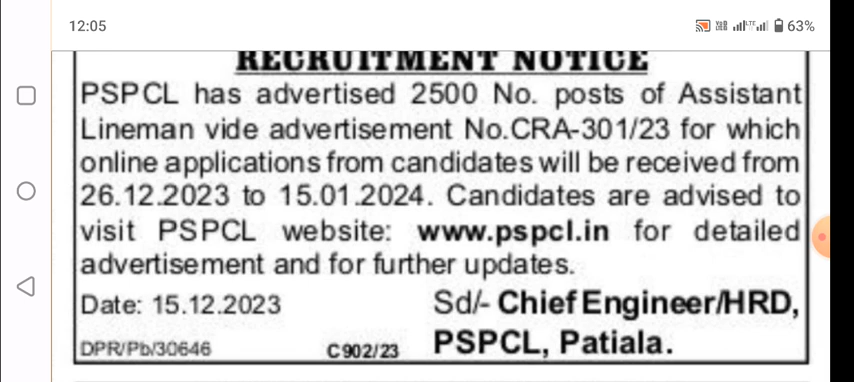 12:05
63%
RECRUITMENT NOTICE
PSPCL has advertised 2500 No. posts of Assistant
Lineman vide advertisement No.CRA-301/23 for which
online applications from candidates will be received from
26.12.2023 to 15.01.2024. Candidates are advised to
visit PSPCL website: www.pspcl.in for detailed
advertisement and for further updates.
Date: 15.12.2023 Sd/- Chief Engineer/HRD,
DPR/Pb/30646 C902/23 PSPCL, Patiala.